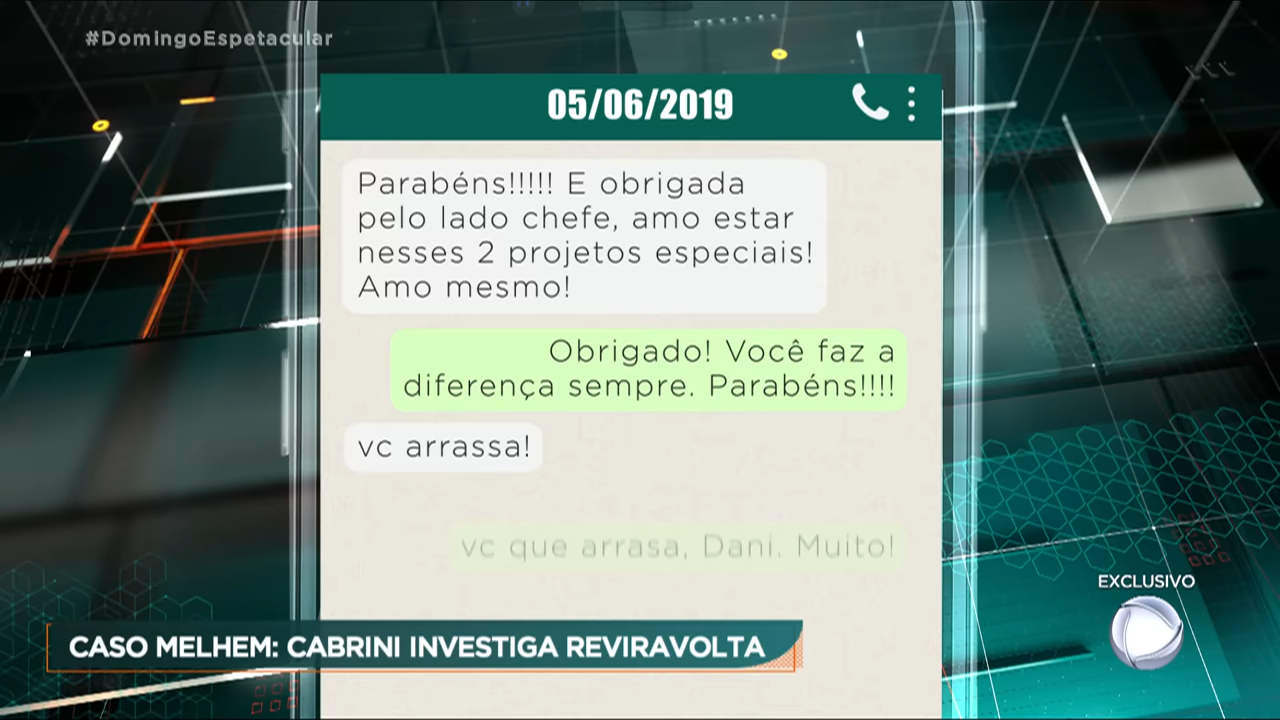 #DomingoEspetacular
05/06/2019
Parabéns!!!!! E obrigada
pelo lado chefe, amo estar
nesses 2 projetos especiais!
Amo mesmo!
Obrigado! Você faz a
diferença sempre. Parabéns!!!!
vc arrassa!
vc que arrasa, Dani. Muito!
EXCLUSIVO
CASO MELHEM: CABRINI INVESTIGA REVIRAVOLTA